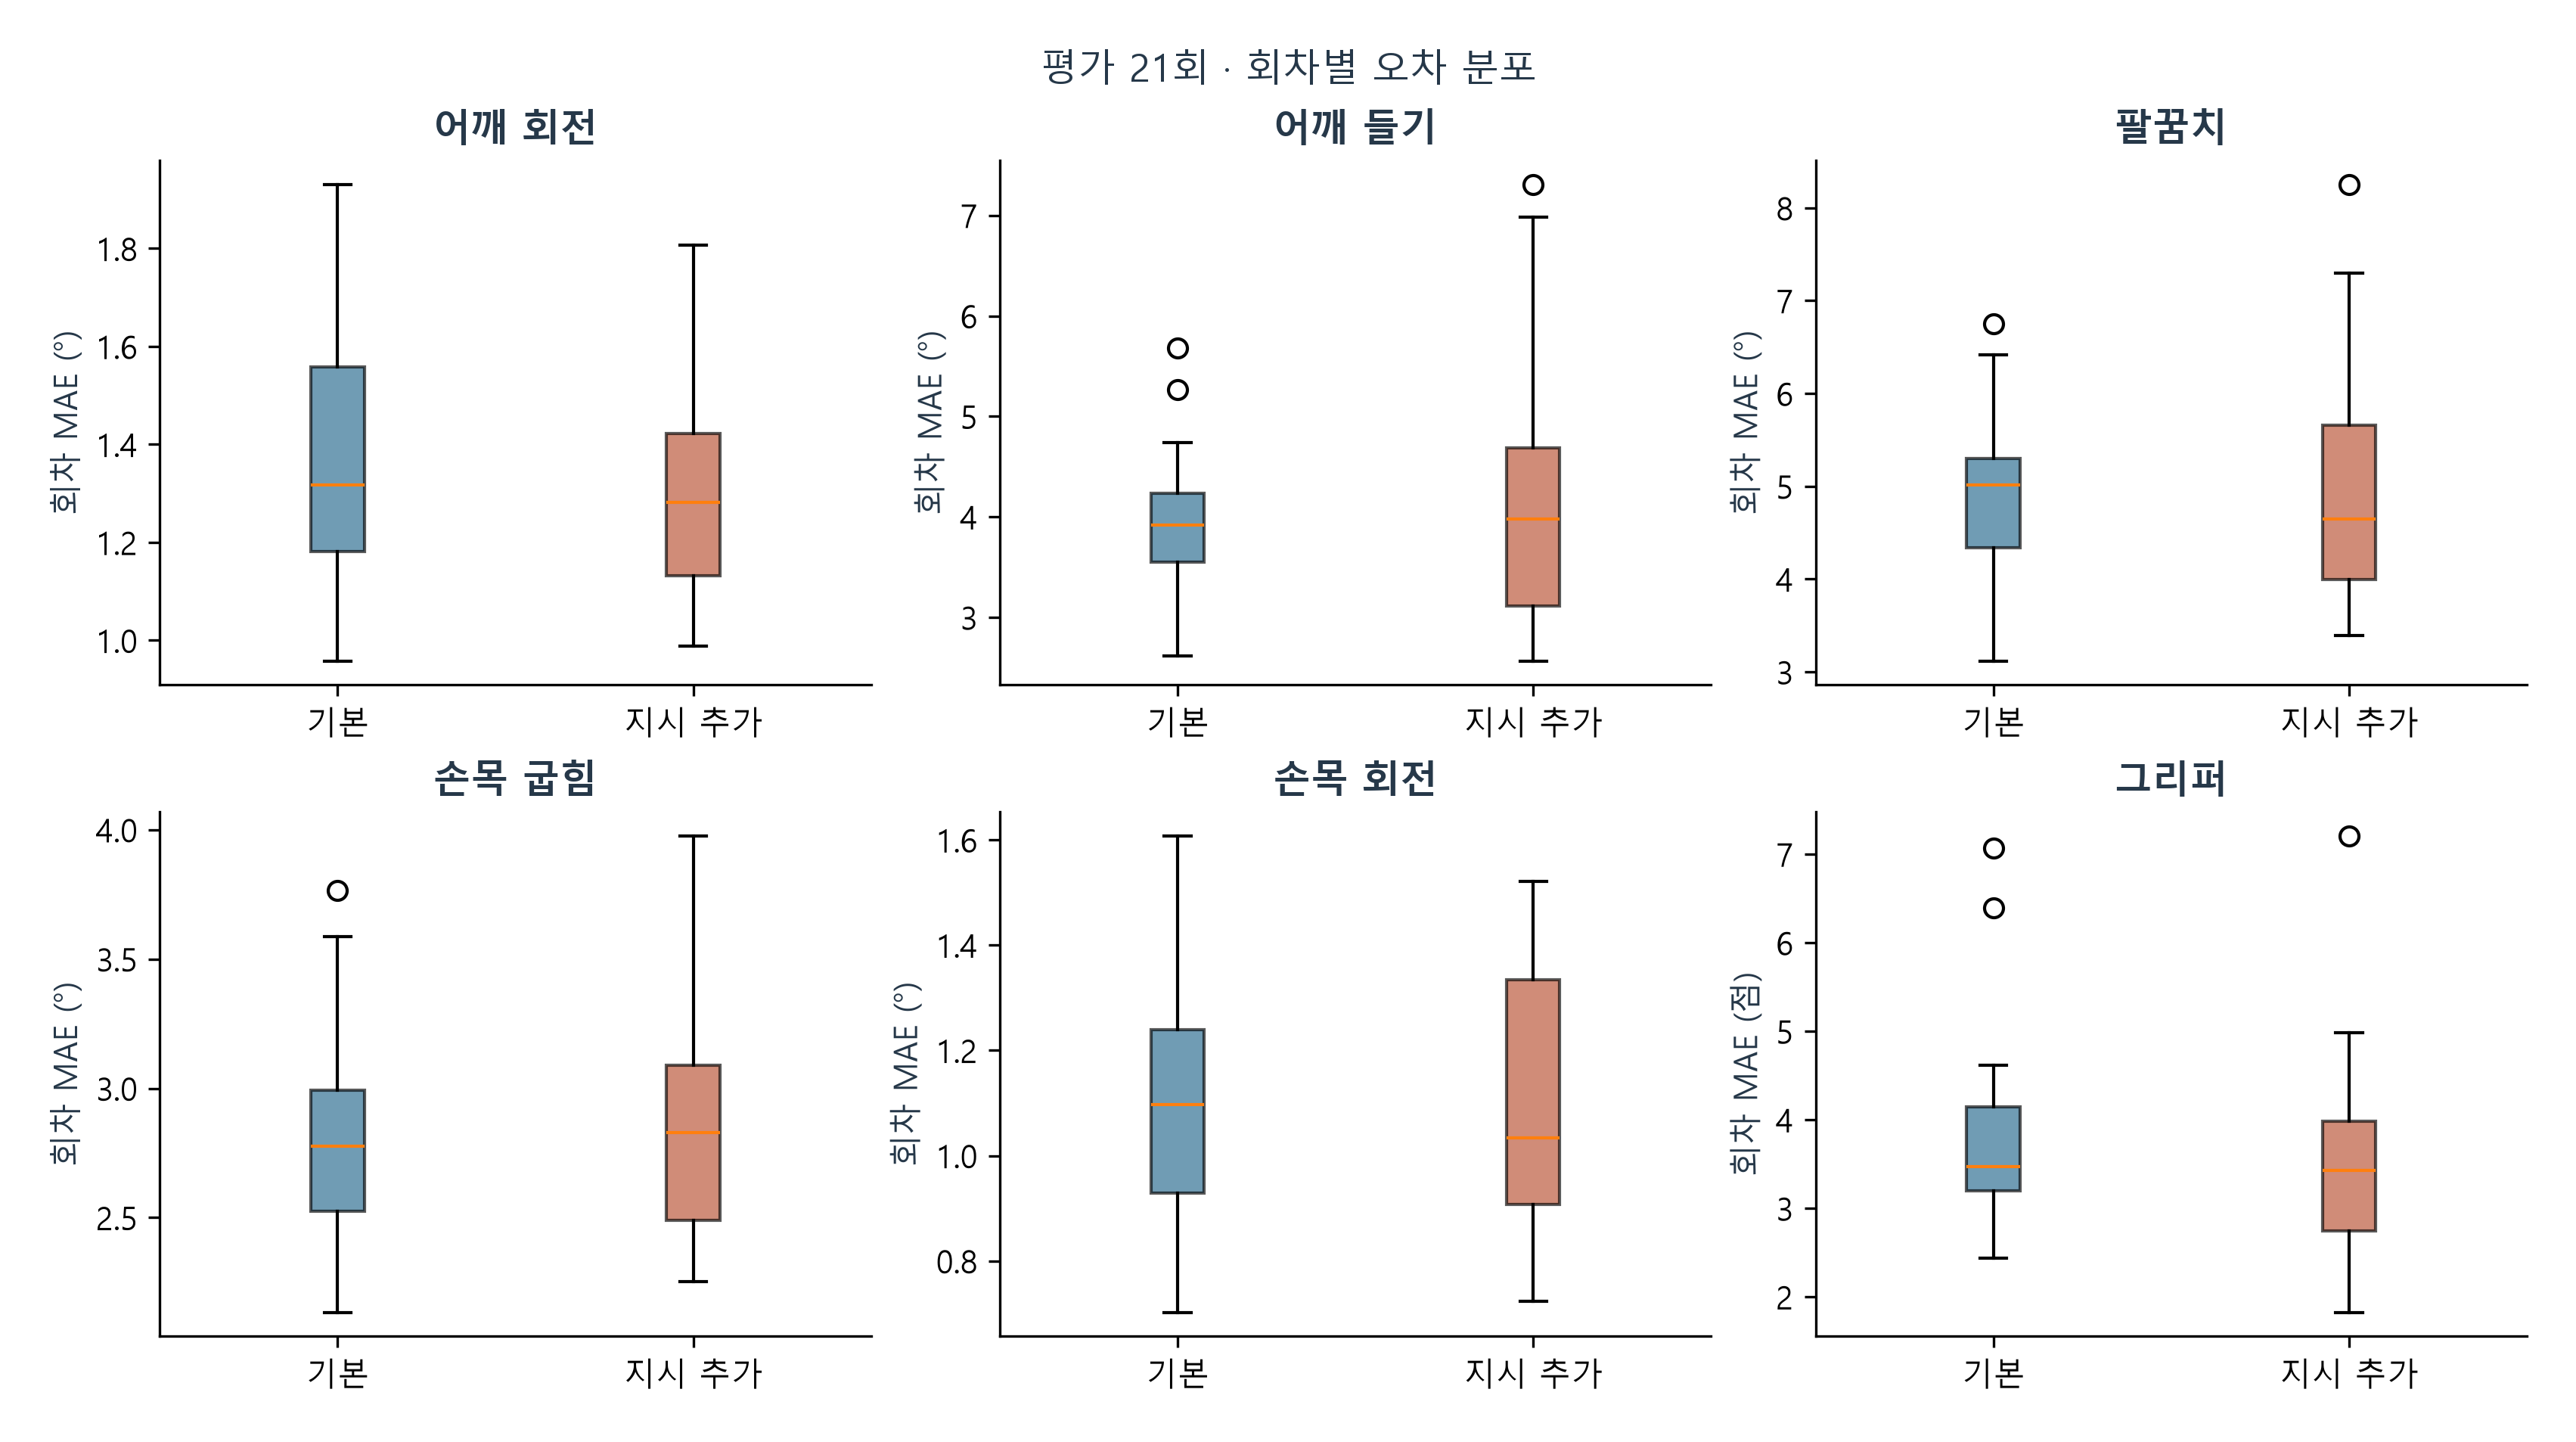 평가 21회 · 회차별 오차 분포
어깨 회전
회차 MAE (°)
1.8
1.6
1.4
1.2
1.0
기본
지시 추가
어깨 들기
회차 MAE (°)
7
6
5
4
3
기본
지시 추가
팔꿈치
회차 MAE (°)
8
7
6
5
4
3
기본
지시 추가
손목 굽힘
회차 MAE (°)
4.0
3.5
3.0
2.5
기본
지시 추가
손목 회전
회차 MAE (°)
1.6
1.4
1.2
1.0
0.8
기본
지시 추가
그리퍼
회차 MAE (점)
7
6
5
4
3
2
기본
지시 추가